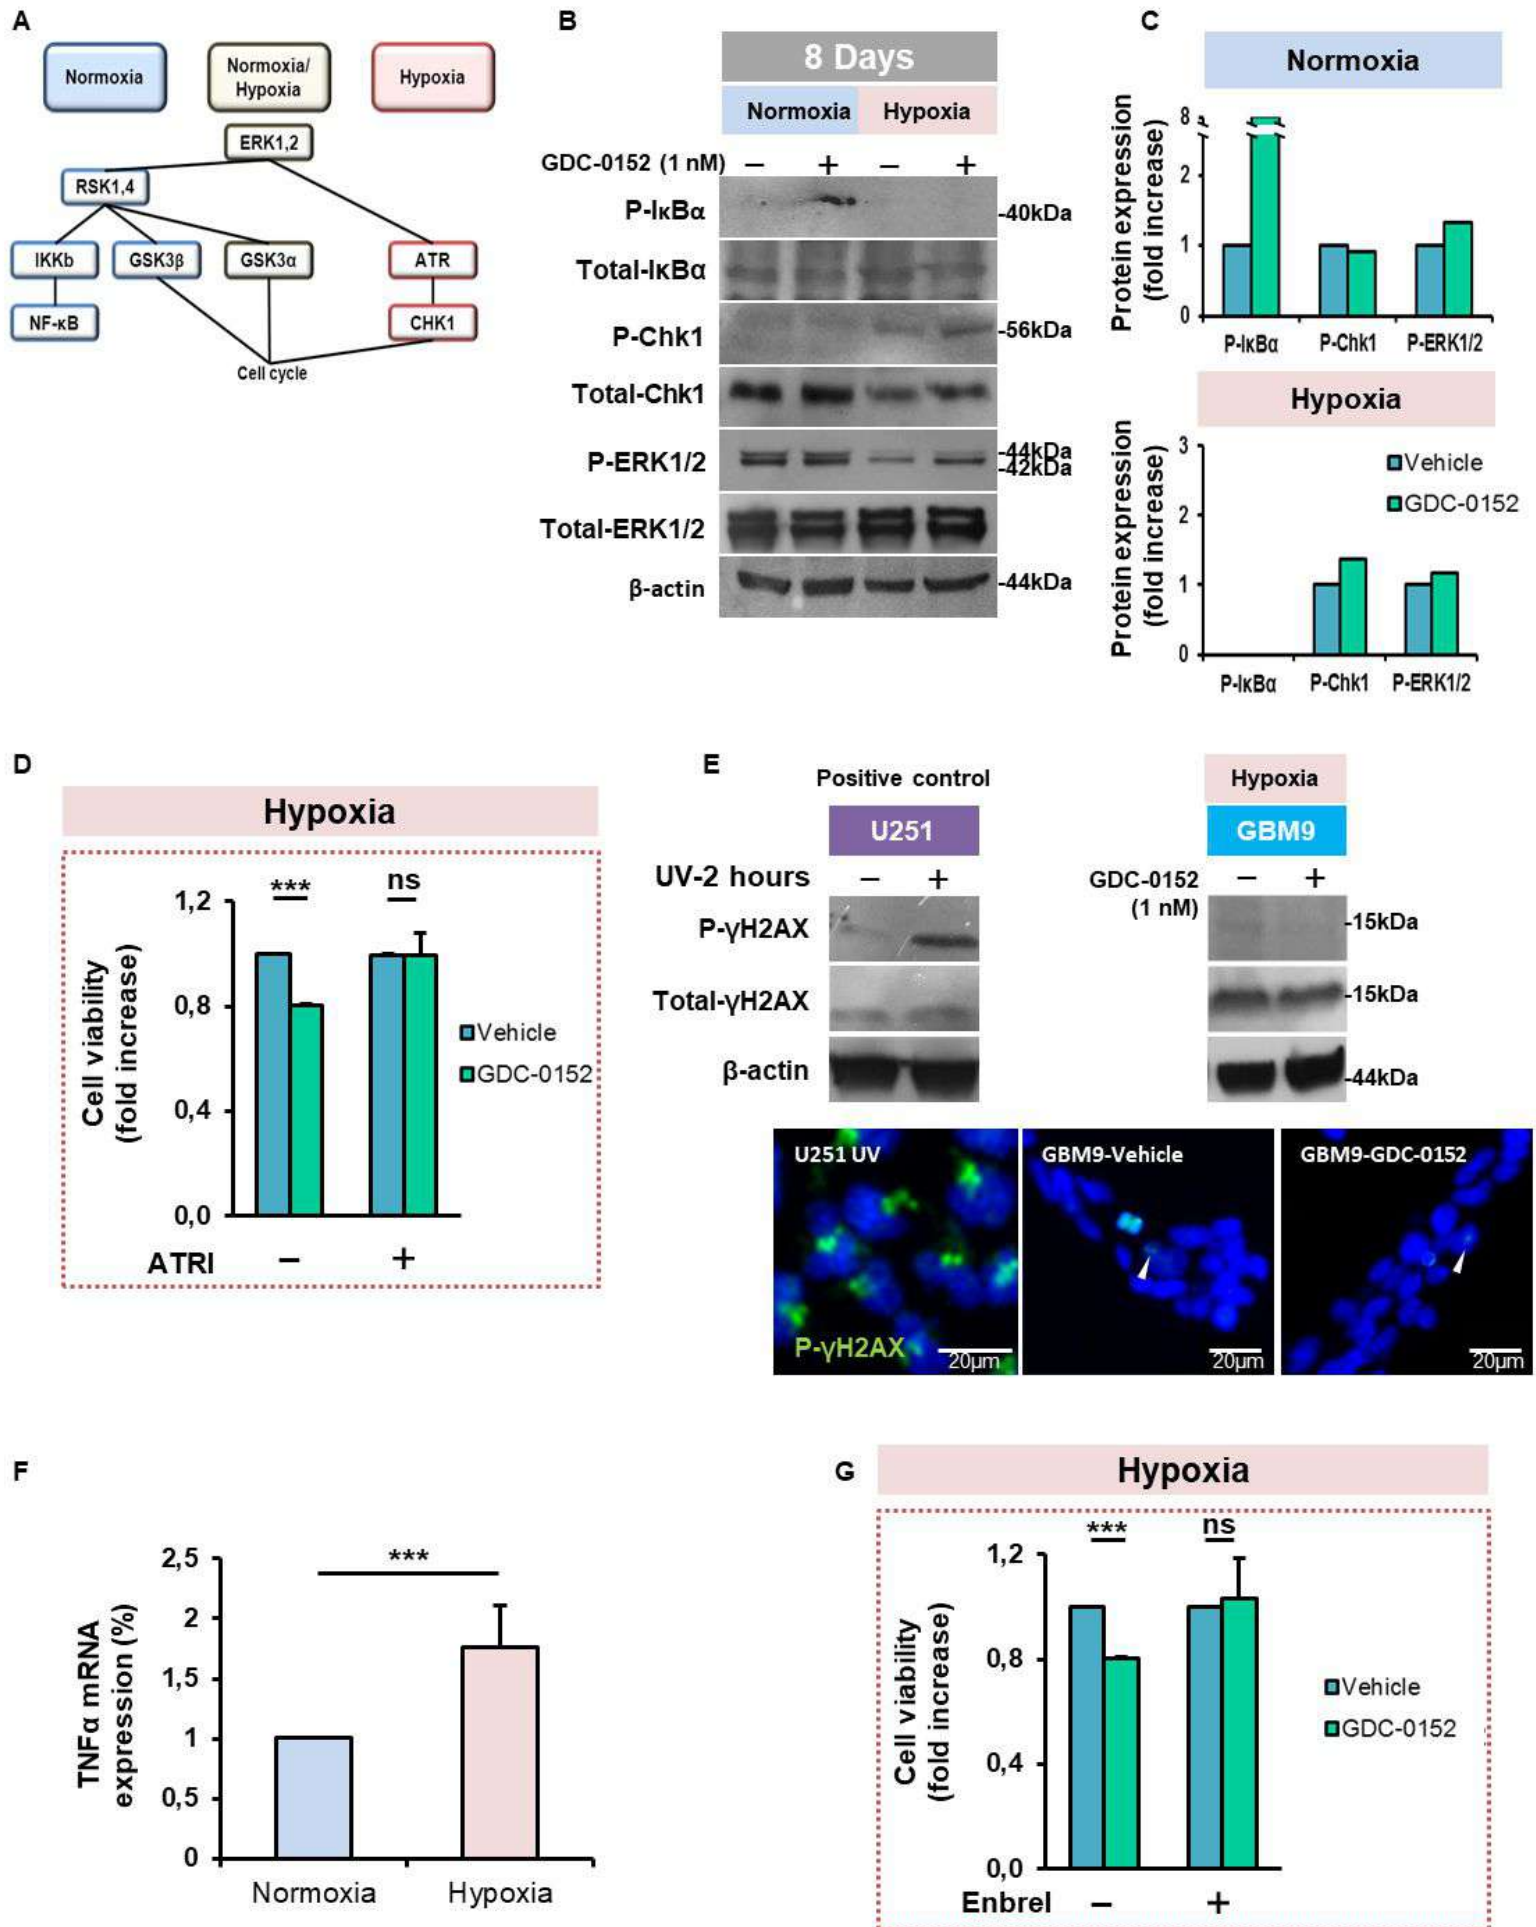 A
Normoxia
Normoxia/
Hypoxia
Hypoxia
ERK1,2
RSK1,4
IKKb
GSK3β
GSK3α
ATR
NF-κB
CHK1
Cell cycle
B
8 Days
Normoxia
Hypoxia
GDC-0152 (1 nM) – + – +
P-IκBα
-40kDa
Total-IκBα
P-Chk1
-56kDa
Total-Chk1
P-ERK1/2
-44kDa
-42kDa
Total-ERK1/2
β-actin
-44kDa
C
Normoxia
Protein expression
(fold increase)
8
2
1
0
P-IκBα
P-Chk1
P-ERK1/2
Hypoxia
Protein expression
(fold increase)
3
2
1
0
Vehicle
GDC-0152
P-IκBα
P-Chk1
P-ERK1/2
D
Hypoxia
Cell viability
(fold increase)
1,2
0,8
0,4
0,0
***
ns
Vehicle
GDC-0152
ATRI – +
E
Positive control
U251
UV-2 hours – +
P-γH2AX
Total-γH2AX
β-actin
Hypoxia
GBM9
GDC-0152
(1 nM)
– +
-15kDa
-15kDa
-44kDa
U251 UV
P-γH2AX
20µm
GBM9-Vehicle
20µm
GBM9-GDC-0152
20µm
F
TNFα mRNA
expression (%)
2,5
2
1,5
1
0,5
0
***
Normoxia
Hypoxia
G
Hypoxia
Cell viability
(fold increase)
1,2
0,8
0,4
0,0
***
ns
Vehicle
GDC-0152
Enbrel – +